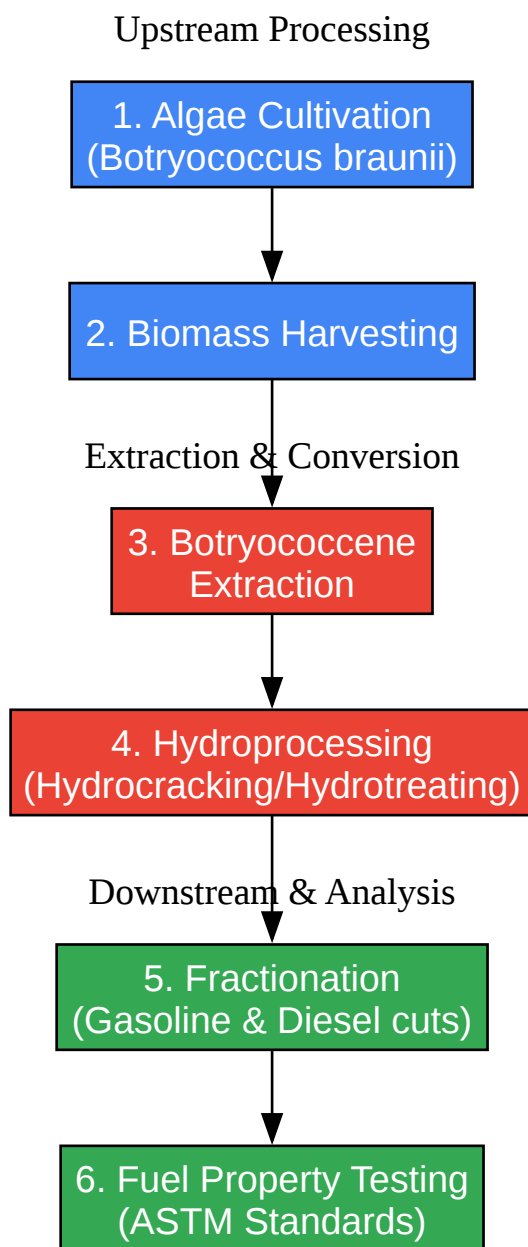 Upstream Processing
1. Algae Cultivation
(Botryococcus braunii)
2. Biomass Harvesting
Extraction & Conversion
3. Botryococcene
Extraction
4. Hydroprocessing
(Hydrocracking/Hydrotreating)
Downstream & Analysis
5. Fractionation
(Gasoline & Diesel cuts)
6. Fuel Property Testing
(ASTM Standards)